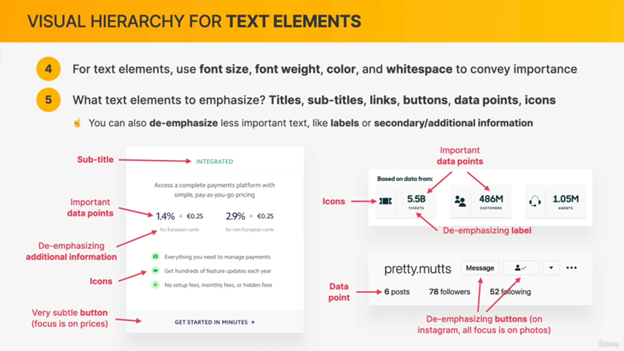 VISUAL HIERARCHY FOR TEXT ELEMENTS
4 For text elements, use font size, font weight, color, and whitespace to convey importance
5 What text elements to emphasize? Titles, sub-titles, links, buttons, data points, icons
☝ You can also de-emphasize less important text, like labels or secondary/additional information
Sub-title
INTEGRATED
Access a complete payments platform with
simple, pay-as-you-go pricing
Important
data points
1.4% + €0.25
for European cards
2.9% + €0.25
for non-European cards
De-emphasizing
additional information
Icons
Everything you need to manage payments
Get hundreds of feature updates each year
No setup fees, monthly fees, or hidden fees
Very subtle button
(focus is on prices)
GET STARTED IN MINUTES →
Important
data points
Based on data from:
Icons
5.5B
TICKETS
486M
CUSTOMERS
1.05M
AGENTS
De-emphasizing label
pretty.mutts
Message
Data
point
6 posts
78 followers
52 following
De-emphasizing buttons (on
instagram, all focus is on photos)
Udemy